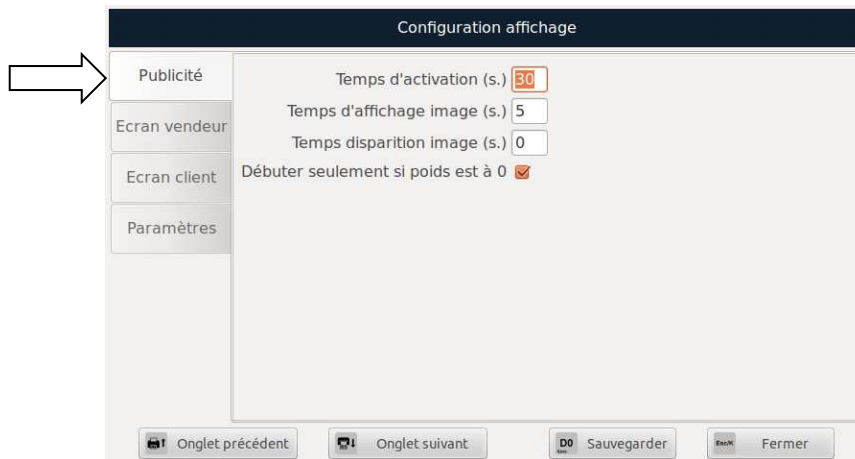 Configuration affichage
Publicité
Ecran vendeur
Ecran client
Paramètres
Temps d'activation (s.) 30
Temps d'affichage image (s.) 5
Temps disparition image (s.) 0
Débuter seulement si poids est à 0
Onglet précédent
Onglet suivant
D0 Sauvegarder
Esc/K Fermer